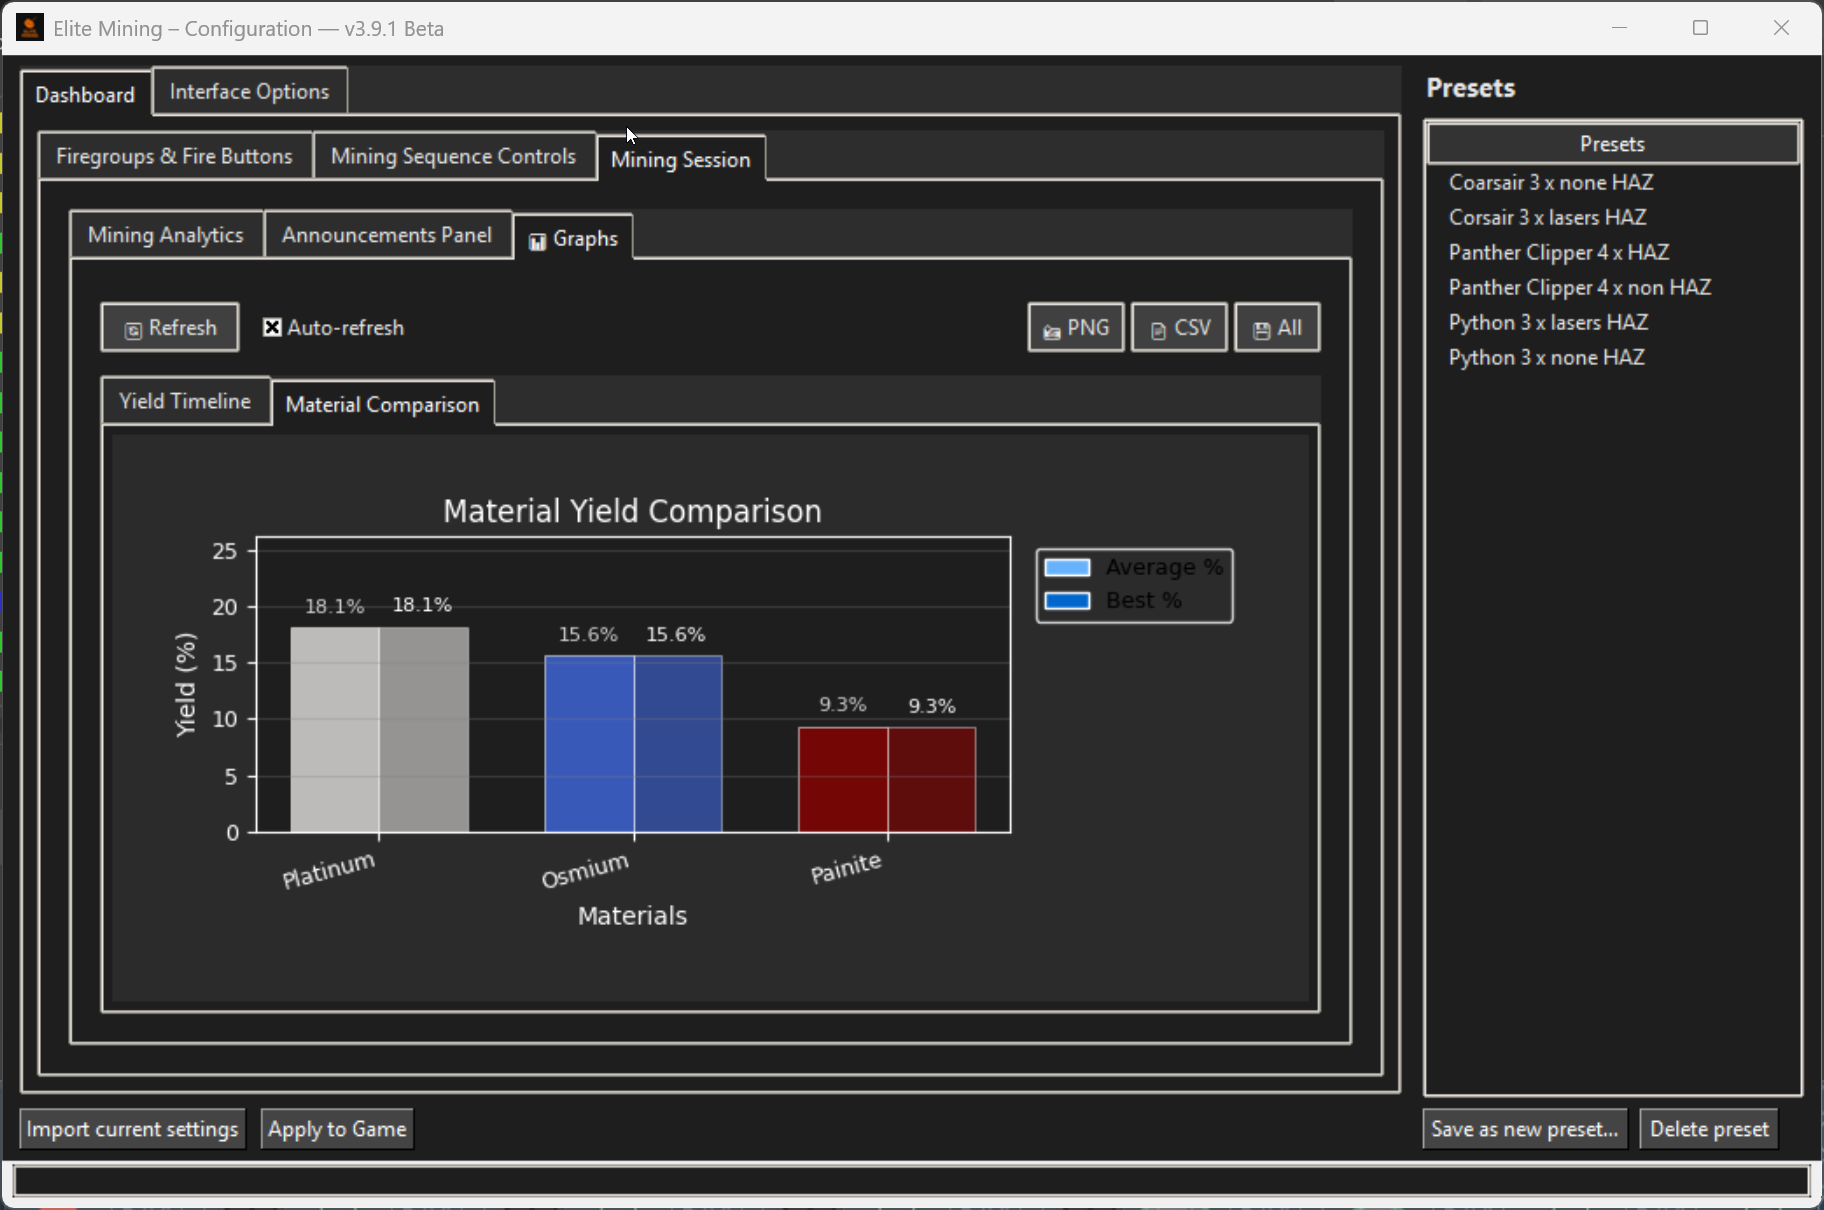 Elite Mining – Configuration — v3.9.1 Beta
Dashboard
Interface Options
Firegroups & Fire Buttons
Mining Sequence Controls
Mining Session
Mining Analytics
Announcements Panel
Graphs
Refresh
Auto-refresh
PNG
CSV
All
Yield Timeline
Material Comparison
Material Yield Comparison
25
20
15
10
5
0
Yield (%)
18.1%
18.1%
15.6%
15.6%
9.3%
9.3%
Platinum
Osmium
Painite
Materials
Average %
Best %
Presets
Presets
Coarsair 3 x none HAZ
Corsair 3 x lasers HAZ
Panther Clipper 4 x HAZ
Panther Clipper 4 x non HAZ
Python 3 x lasers HAZ
Python 3 x none HAZ
Import current settings
Apply to Game
Save as new preset...
Delete preset